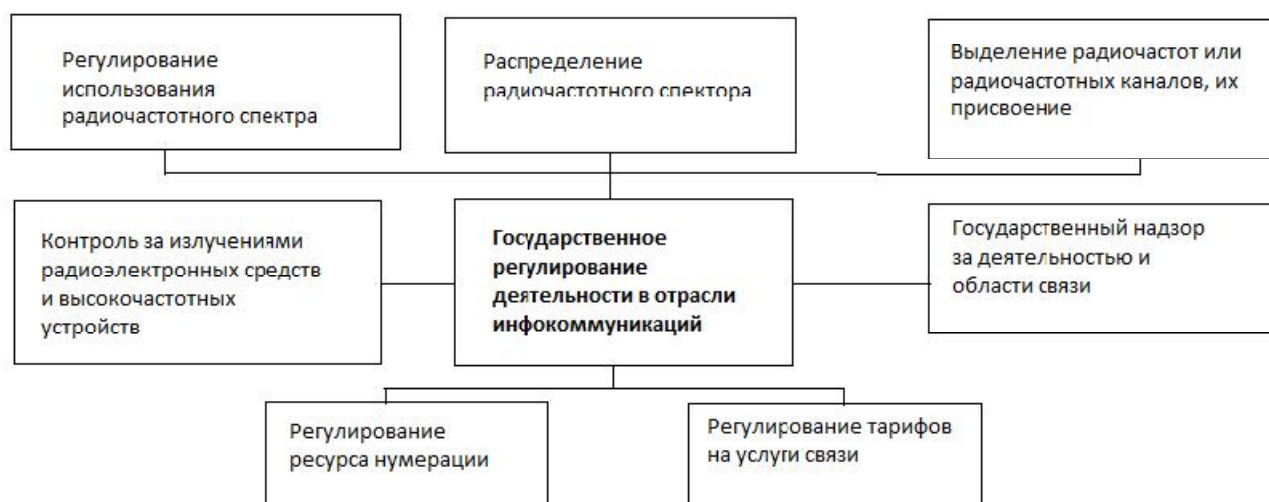 Регулирование
использования
радиочастотного спектра
Распределение
радиочастотного спектора
Выделение радиочастот или
радиочастотных каналов, их
присвоение
Контроль за излучениями
радиоэлектронных средств
и высокочастотных
устройств
Государственное
регулирование
деятельности в отрасли
инфокоммуникаций
Государственный надзор
за деятельностью и
области связи
Регулирование
ресурса нумерации
Регулирование тарифов
на услуги связи